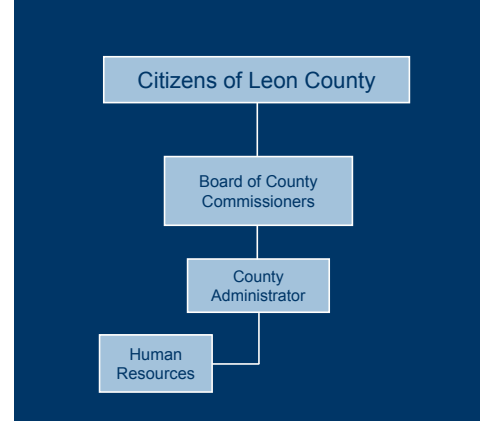 Citizens of Leon County
Board of County
Commissioners
County
Administrator
Human
Resources